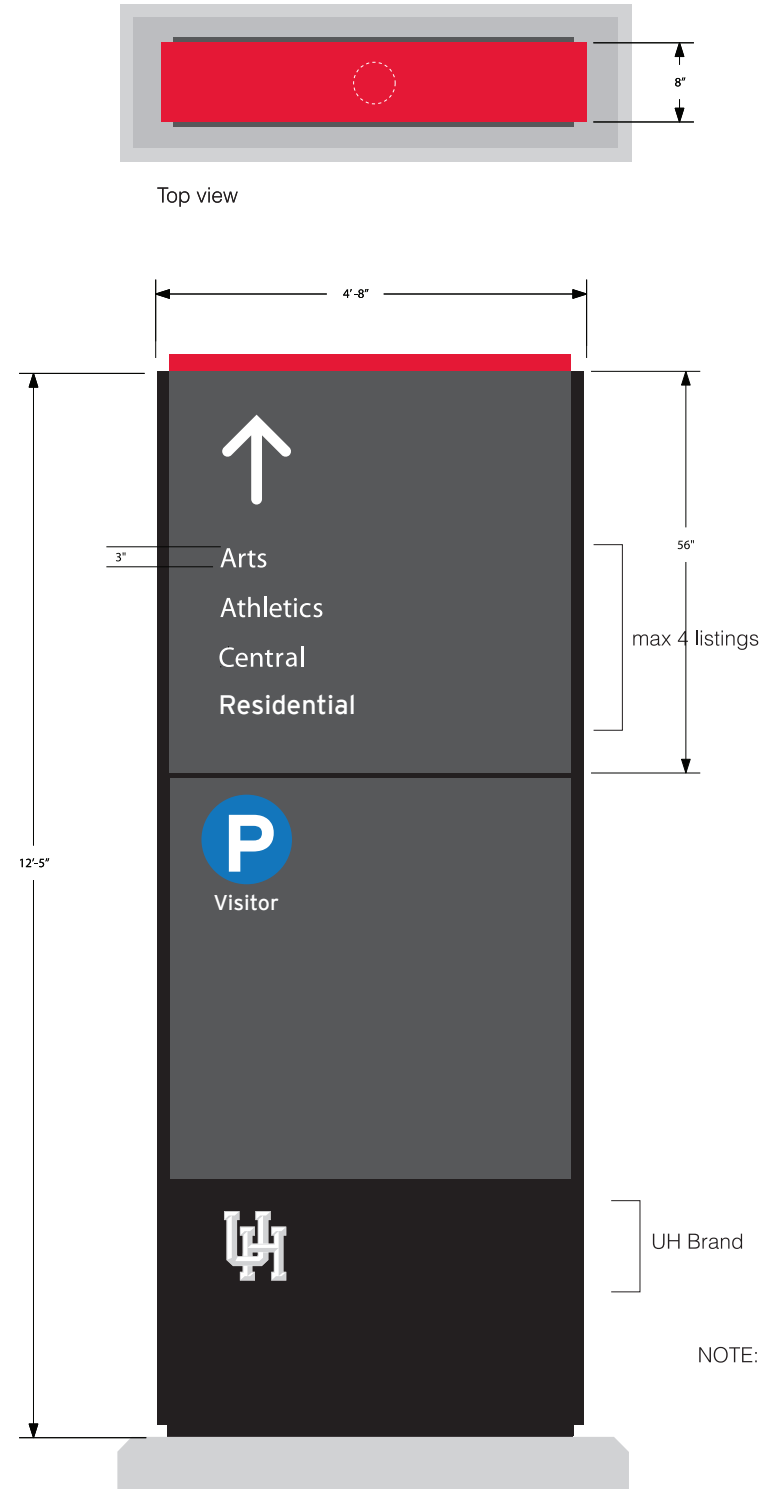 8"
Top view
4'-8"
3"
Arts
56"
Athletics
max 4 listings
Central
Residential
P
12'-5"
Visitor
UH
UH Brand
NOTE: